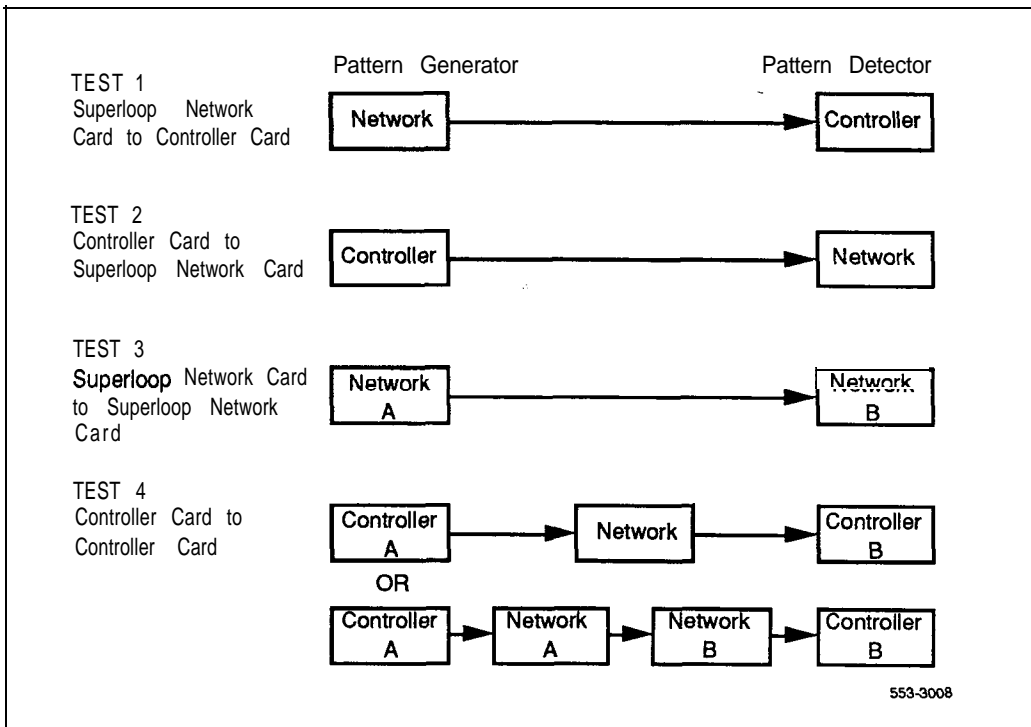 Pattern Generator
Pattern Detector
TEST 1
Superloop Network
Card to Controller Card
Network
Controller
TEST 2
Controller Card to
Superloop Network Card
Controller
Network
TEST 3
Superloop Network Card
to Superloop Network
Card
Network
A
Network
B
TEST 4
Controller Card to
Controller Card
Controller
A
Network
Controller
B
OR
Controller
A
Network
A
Network
B
Controller
B
553-3008